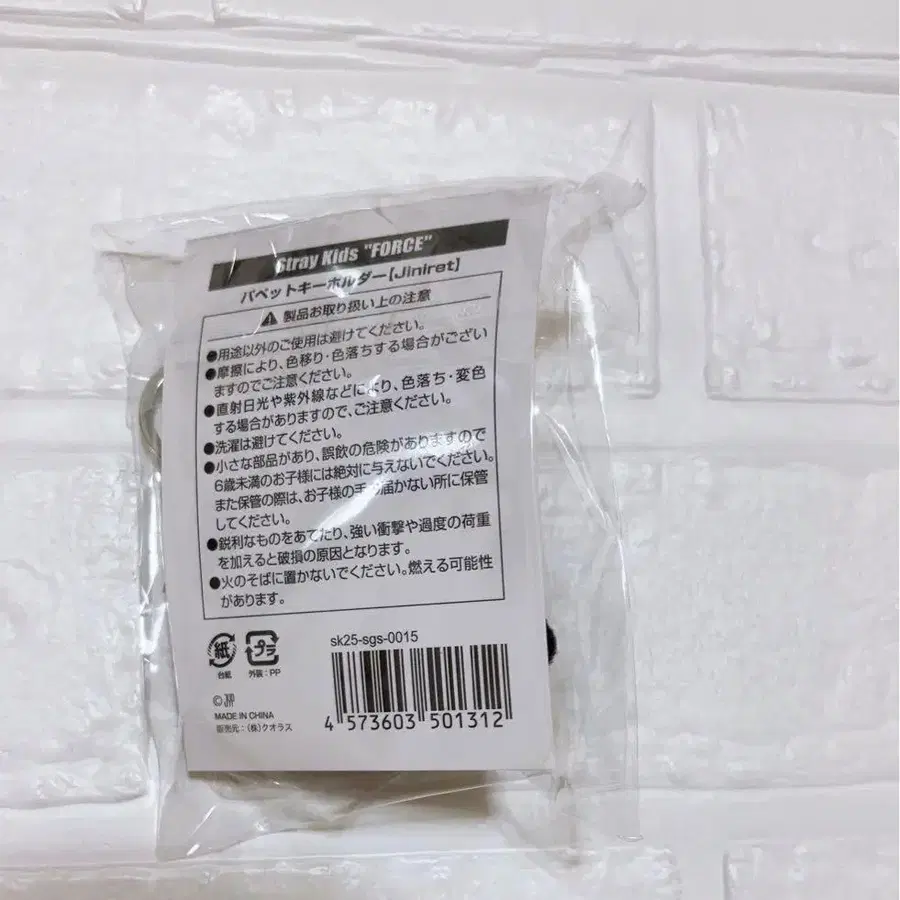 Stray Kids "FORCE"
パペットキーホルダー【Jiniret】
製品お取り扱い上の注意
●用途以外のご使用は避けてください。
●摩擦により、色移り・色落ちする場合がござい
ますのでご注意ください。
●直射日光や紫外線などにより、色落ち・変色
する場合がありますので、ご注意ください。
●洗濯は避けてください。
●小さな部品があり、誤飲の危険がありますので
6歳未満のお子様には絶対に与えないでください。
また保管の際は、お子様の手の届かない所に保管
してください。
●鋭利なものをあてたり、強い衝撃や過度の荷重
を加えると破損の原因となります。
●火のそばに置かないでください。燃える可能性
があります。
紙 プラ
台紙 外装:PP
sk25-sgs-0015
4 573603 501312
©JYP
MADE IN CHINA
販売元:(株)クオラス